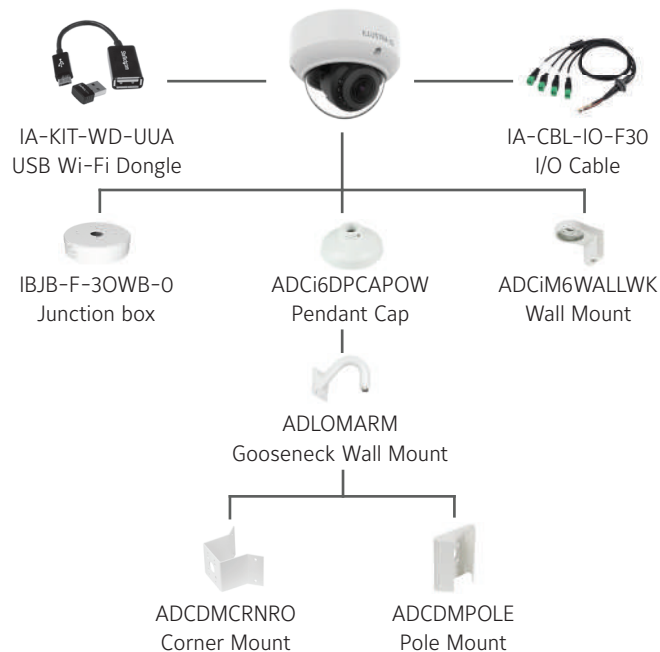 IA-KIT-WD-UUA
USB Wi-Fi Dongle
IA-CBL-IO-F30
I/O Cable
IBJB-F-3OWB-0
Junction box
ADCi6DPCAPOW
Pendant Cap
ADCiM6WALLWK
Wall Mount
ADLOMARM
Gooseneck Wall Mount
ADCDMCRNRO
Corner Mount
ADCDMPOLE
Pole Mount